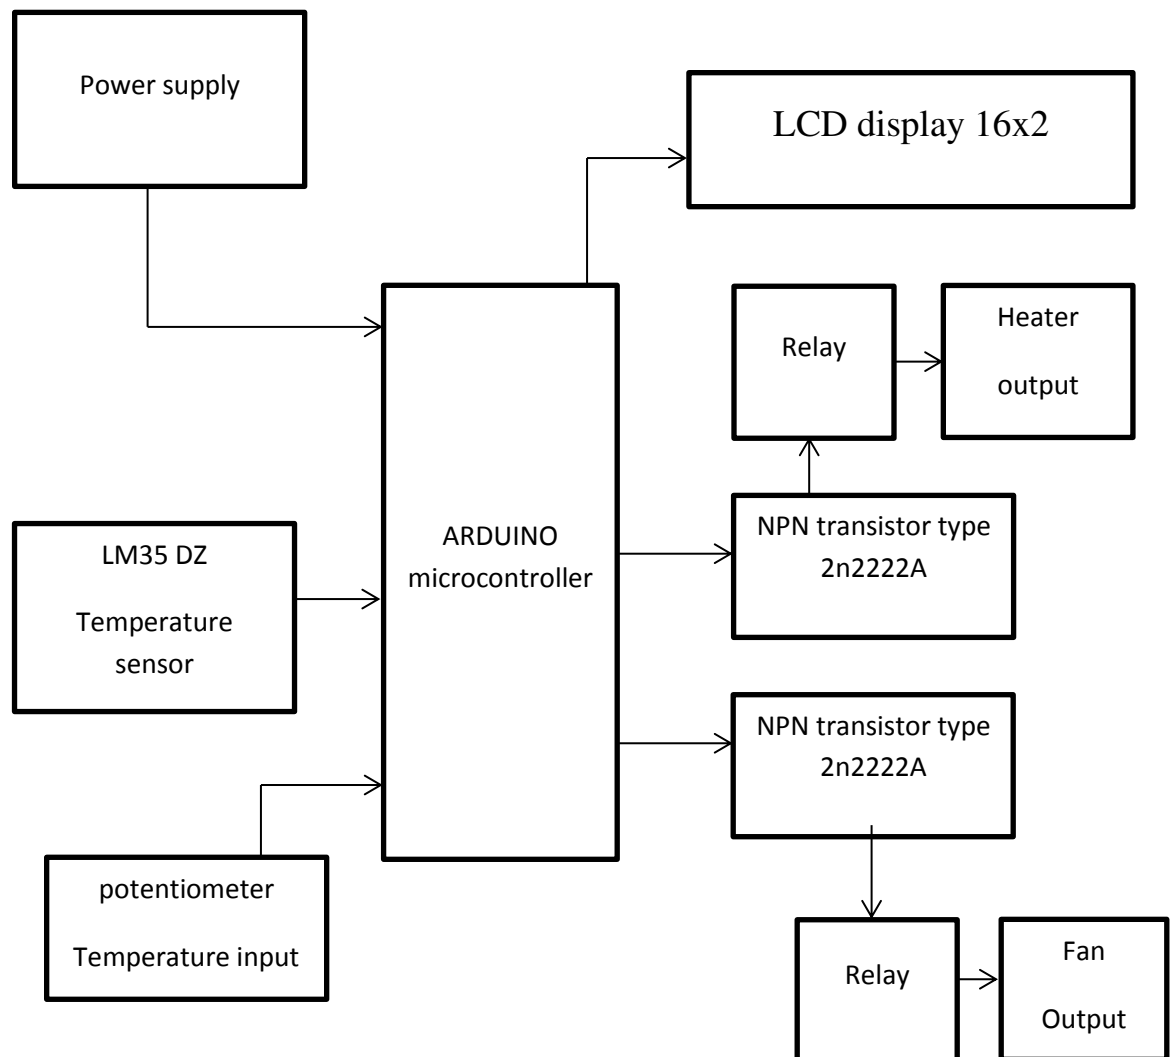 Power supply
LCD display 16x2
Relay
Heater
output
LM35 DZ
Temperature
sensor
ARDUINO
microcontroller
NPN transistor type
2n2222A
NPN transistor type
2n2222A
potentiometer
Temperature input
Relay
Fan
Output